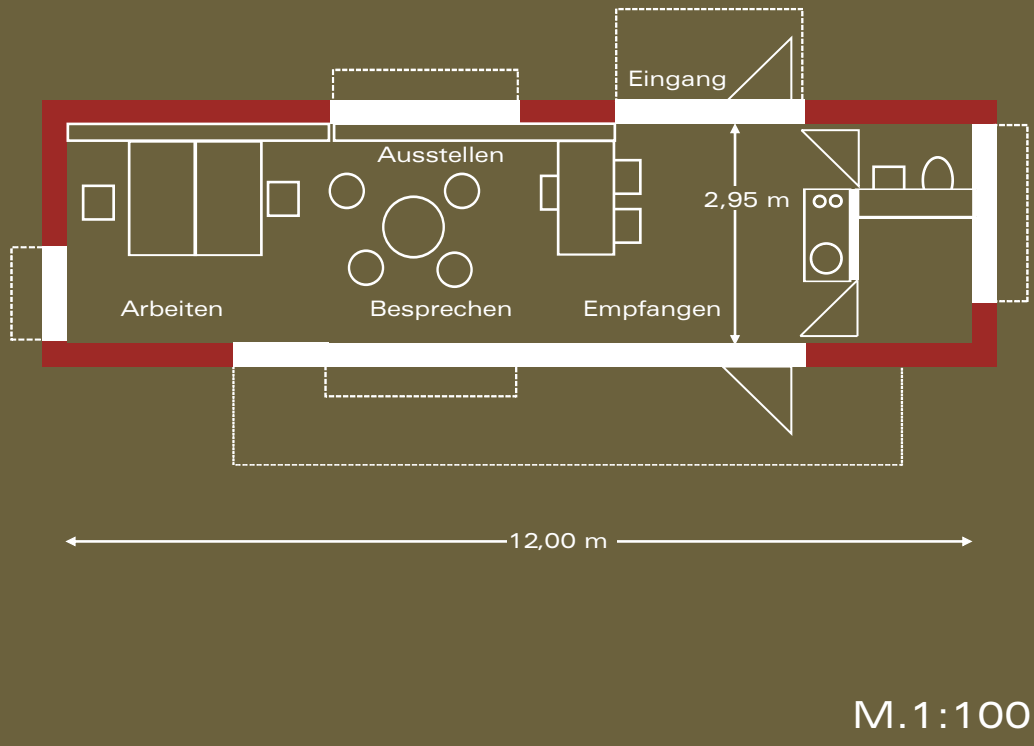 Eingang
Ausstellen
2,95 m
Arbeiten
Besprechen
Empfangen
12,00 m
M.1:100